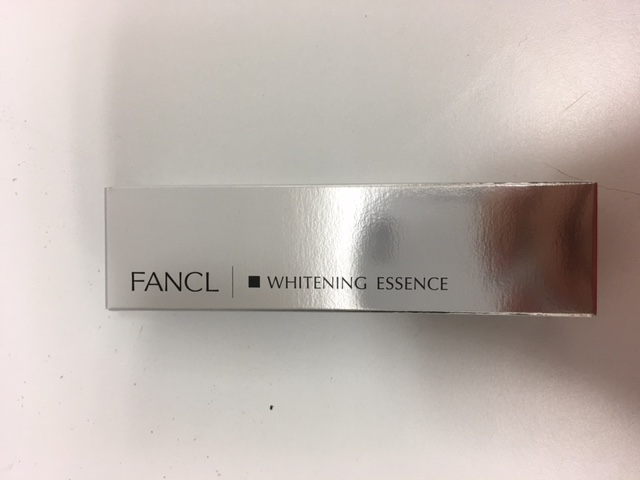 FANCL | ■ WHITENING ESSENCE